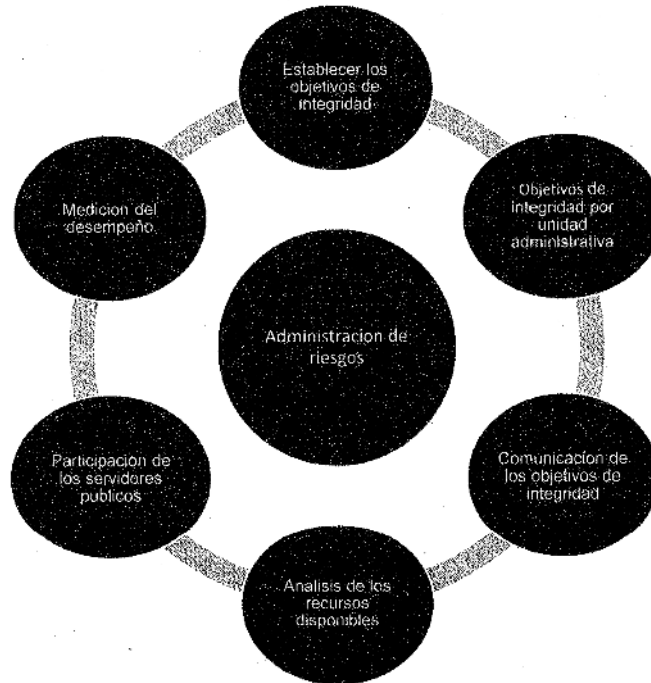 Establecer los
objetivos de
integridad
Objetivos de
integridad por
unidad
administrativa
Comunicacion de
los objetivos de
integridad
Analisis de los
recursos
disponibles
Participacion de
los servidores
publicos
Medicion del
desempeño
Administracion de
riesgos